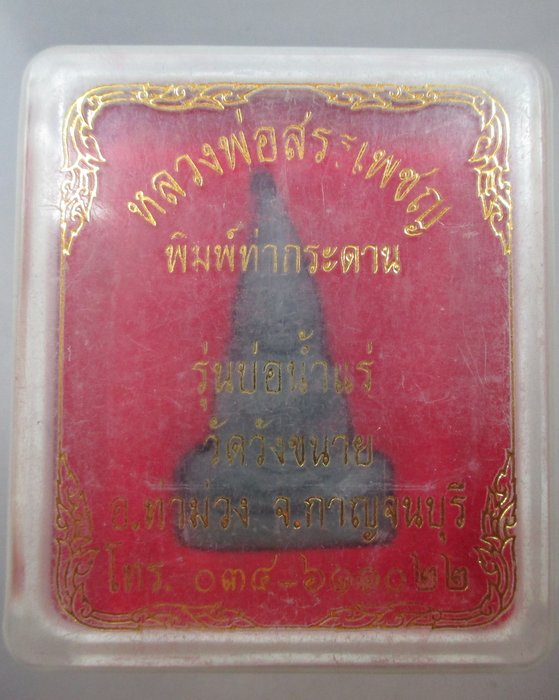 หลวงพ่อสรรเพชญ
พิมพ์ท่ากระดาน
รุ่นบ่อน้ำแร่
วัดวังขนาย
อ.ท่าม่วง จ.กาญจนบุรี
โทร. ๐๓๔-๖๑๑๐๒๒